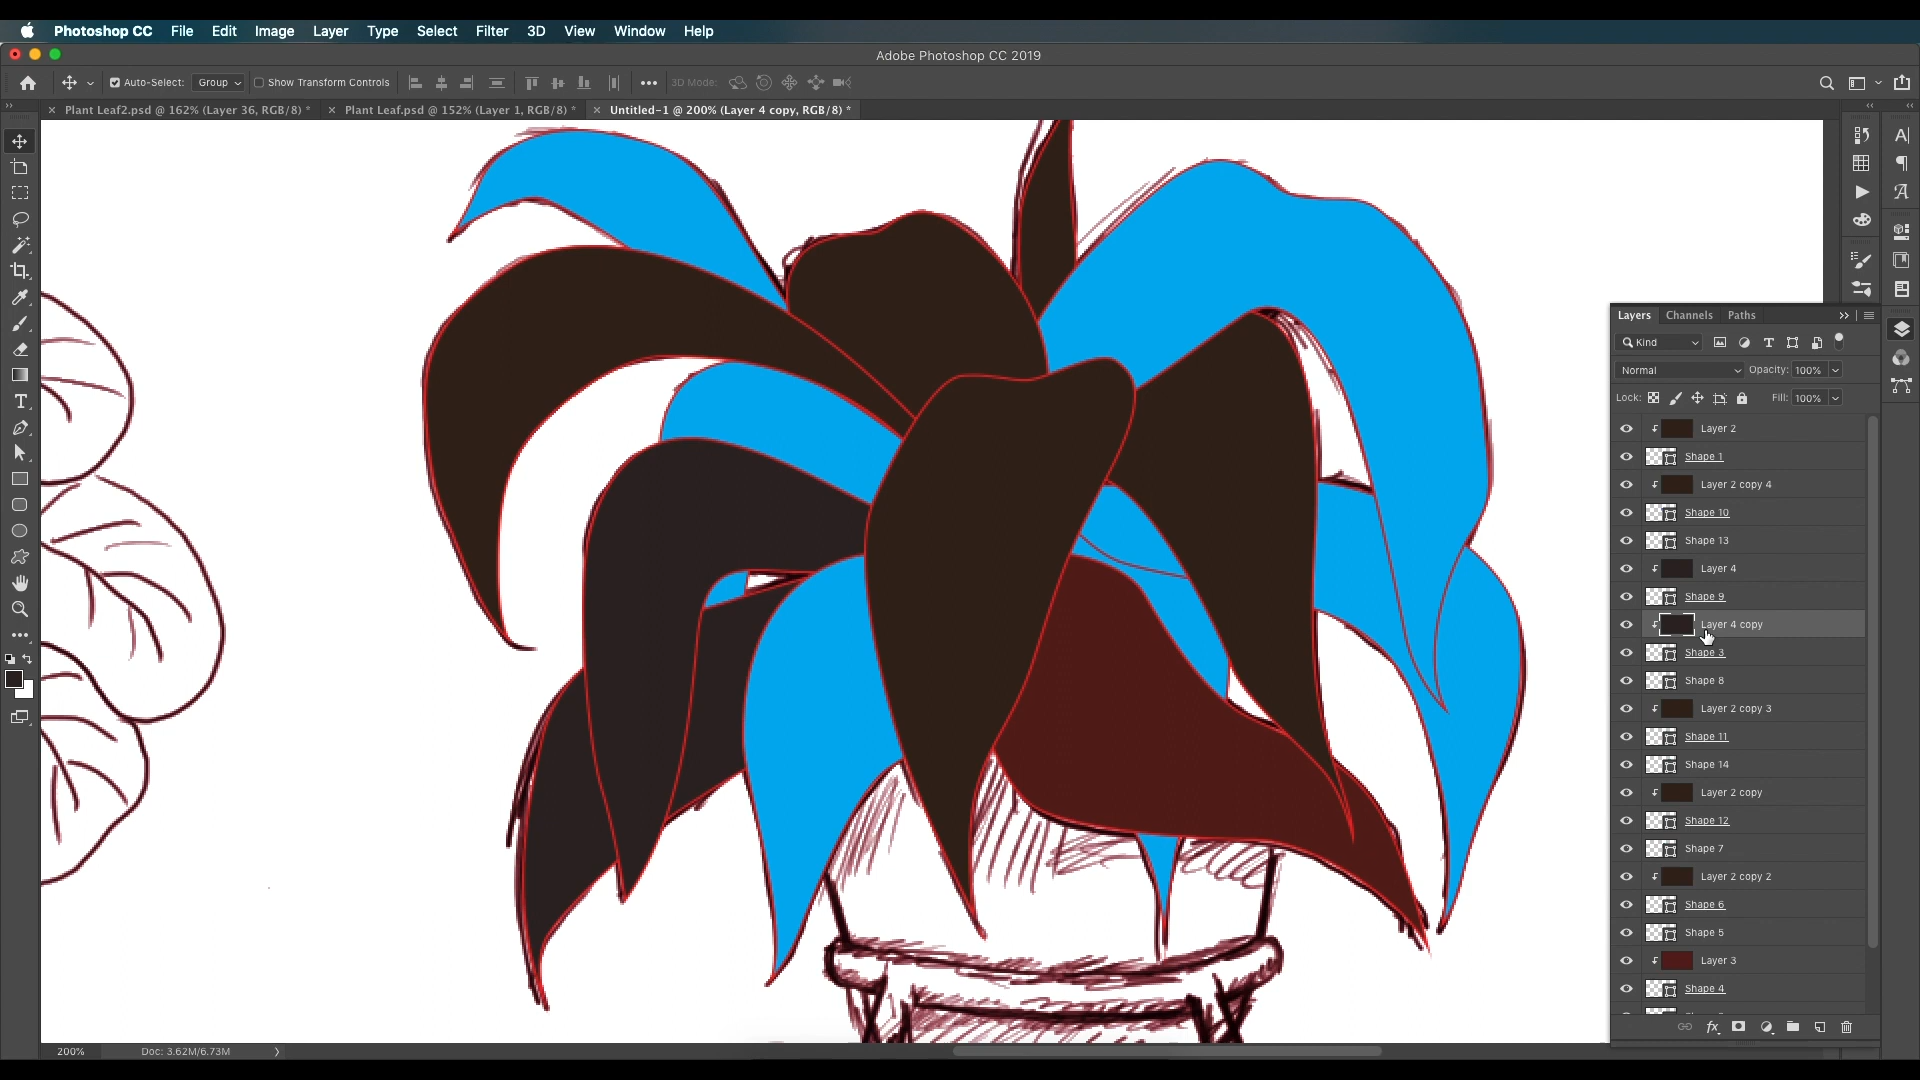 Photoshop CC File Edit Image Layer Type Select Filter 3D View Window Help
Adobe Photoshop CC 2019
Auto-Select: Group Show Transform Controls 3D Mode:
Plant Leaf2.psd @ 162% (Layer 36, RGB/8) * Plant Leaf.psd @ 152% (Layer 1, RGB/8) * Untitled-1 @ 200% (Layer 4 copy, RGB/8) *
Layers Channels Paths
Kind
Normal Opacity: 100%
Lock: Fill: 100%
Layer 2
Shape 1
Layer 2 copy 4
Shape 10
Shape 13
Layer 4
Shape 9
Layer 4 copy
Shape 3
Shape 8
Layer 2 copy 3
Shape 11
Shape 14
Layer 2 copy
Shape 12
Shape 7
Layer 2 copy 2
Shape 6
Shape 5
Layer 3
Shape 4
fx
200% Doc: 3.62M/6.73M